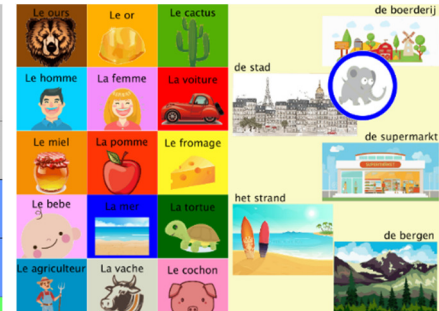 Le ours
Le or
Le cactus
Le homme
La femme
La voiture
Le miel
La pomme
Le fromage
Le bebe
La mer
La tortue
Le agriculteur
La vache
Le cochon
de boerderij
de stad
de supermarkt
SUPERMARKET
het strand
de bergen